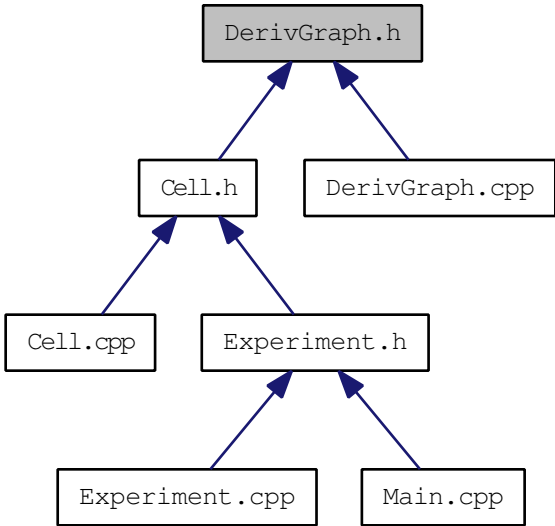 DerivGraph.h
Cell.h
DerivGraph.cpp
Cell.cpp
Experiment.h
Experiment.cpp
Main.cpp